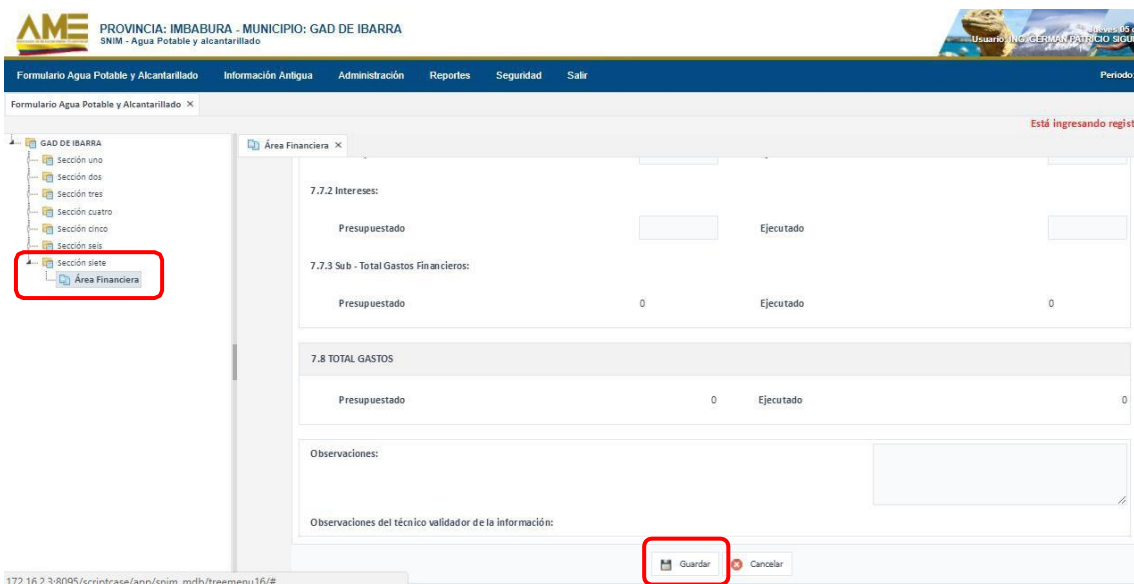 AME
PROVINCIA: IMBABURA - MUNICIPIO: GAD DE IBARRA
SNIM - Agua Potable y alcantarillado
Jueves, 05
Usuario: ING. GERMAN PATRICIO
Formulario Agua Potable y Alcantarillado Información Antigua Administración Reportes Seguridad Salir Periodo:
Formulario Agua Potable y Alcantarillado ×
Está ingresando regist
GAD DE IBARRA
Sección uno
Sección dos
Sección tres
Sección cuatro
Sección cinco
Sección seis
Sección siete
Área Financiera
Área Financiera ×
7.7.2 Intereses:
Presupuestado Ejecutado
7.7.3 Sub - Total Gastos Financieros:
Presupuestado 0 Ejecutado 0
7.8 TOTAL GASTOS
Presupuestado 0 Ejecutado 0
Observaciones:
Observaciones del técnico validador de la información:
Guardar Cancelar
172.16.2.3:8095/scriptcase/app/snim_mdb/treemenu16/#